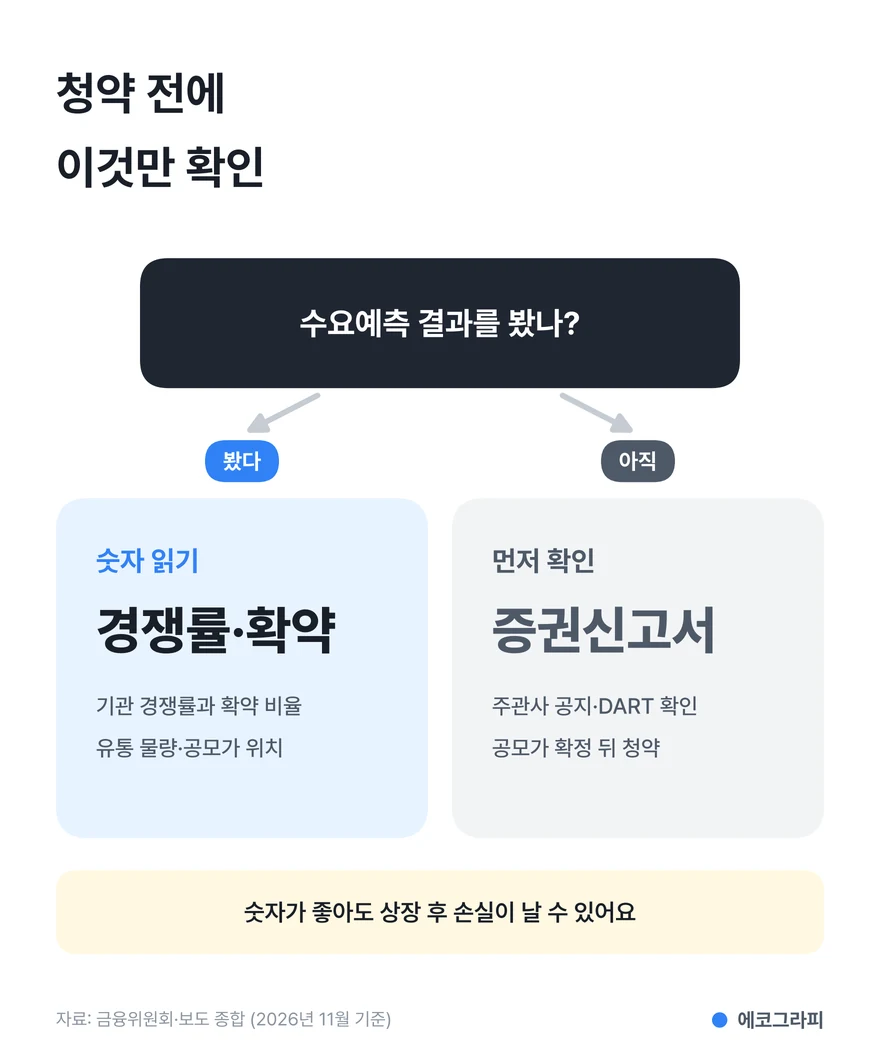 청약 전에
이것만 확인
수요예측 결과를 봤나?
봤다
아직
숫자 읽기
경쟁률·확약
기관 경쟁률과 확약 비율
유통 물량·공모가 위치
먼저 확인
증권신고서
주관사 공지·DART 확인
공모가 확정 뒤 청약
숫자가 좋아도 상장 후 손실이 날 수 있어요
자료: 금융위원회·보도 종합 (2026년 11월 기준)
에코그라피